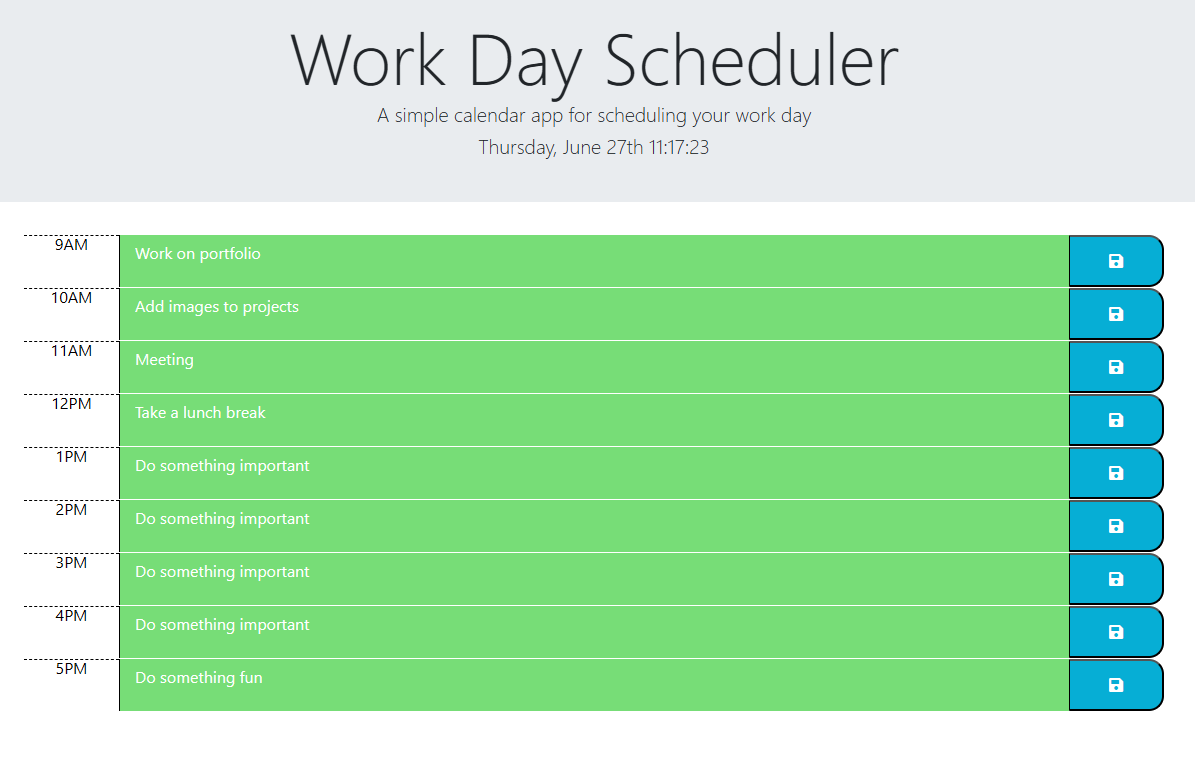 Work Day Scheduler
A simple calendar app for scheduling your work day
Thursday, June 27th 11:17:23
9AM Work on portfolio
10AM Add images to projects
11AM Meeting
12PM Take a lunch break
1PM Do something important
2PM Do something important
3PM Do something important
4PM Do something important
5PM Do something fun